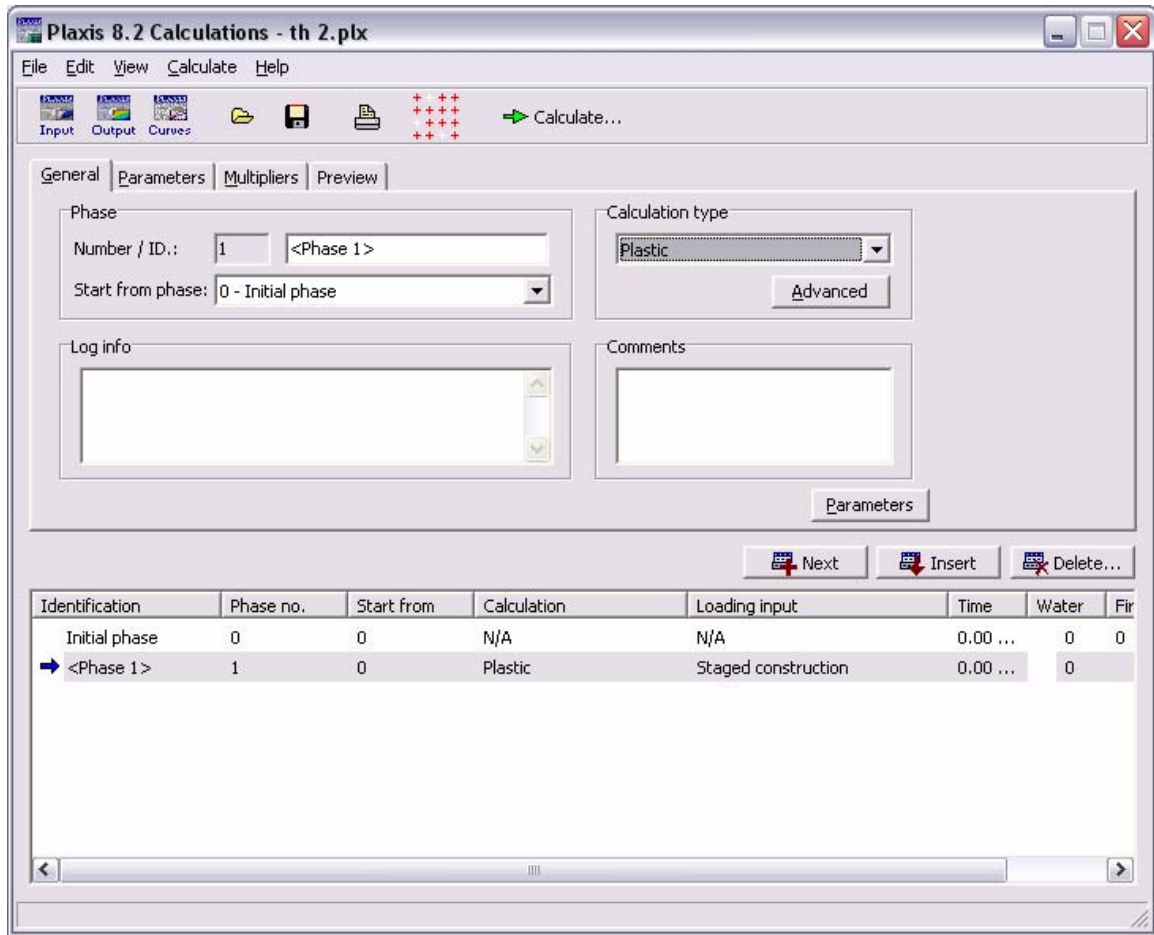 Plaxis 8.2 Calculations - th 2.plx
File Edit View Calculate Help
Input Output Curves Calculate...
General Parameters Multipliers Preview
Phase
Number / ID.: 1 <Phase 1>
Start from phase: 0 - Initial phase
Calculation type
Plastic
Advanced
Log info
Comments
Parameters
Next Insert Delete...
Identification Phase no. Start from Calculation Loading input Time Water Fir
Initial phase 0 0 N/A N/A 0.00 ... 0 0
<Phase 1> 1 0 Plastic Staged construction 0.00 ... 0